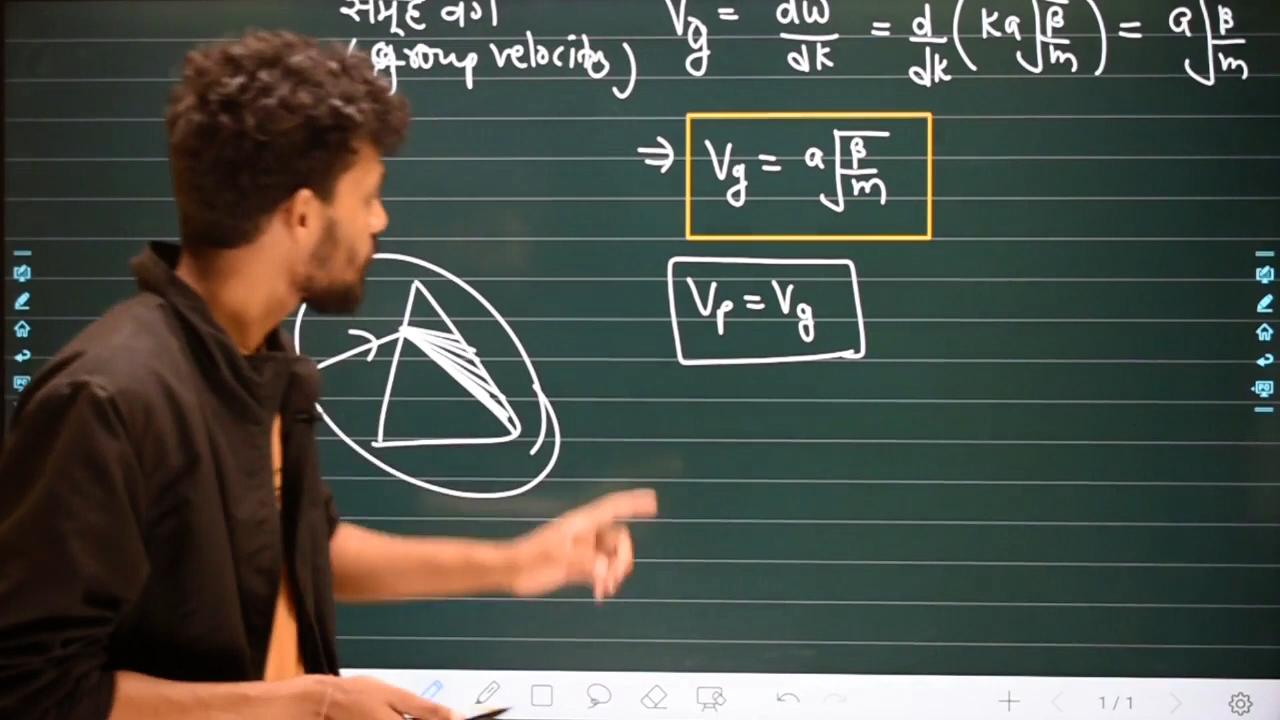 समूह वेग
(group velocity) Vg = dω/dk = d/dk (Ka√(β/m)) = a√(β/m)
⇒ Vg = a√(β/m)
Vp = Vg
1 / 1